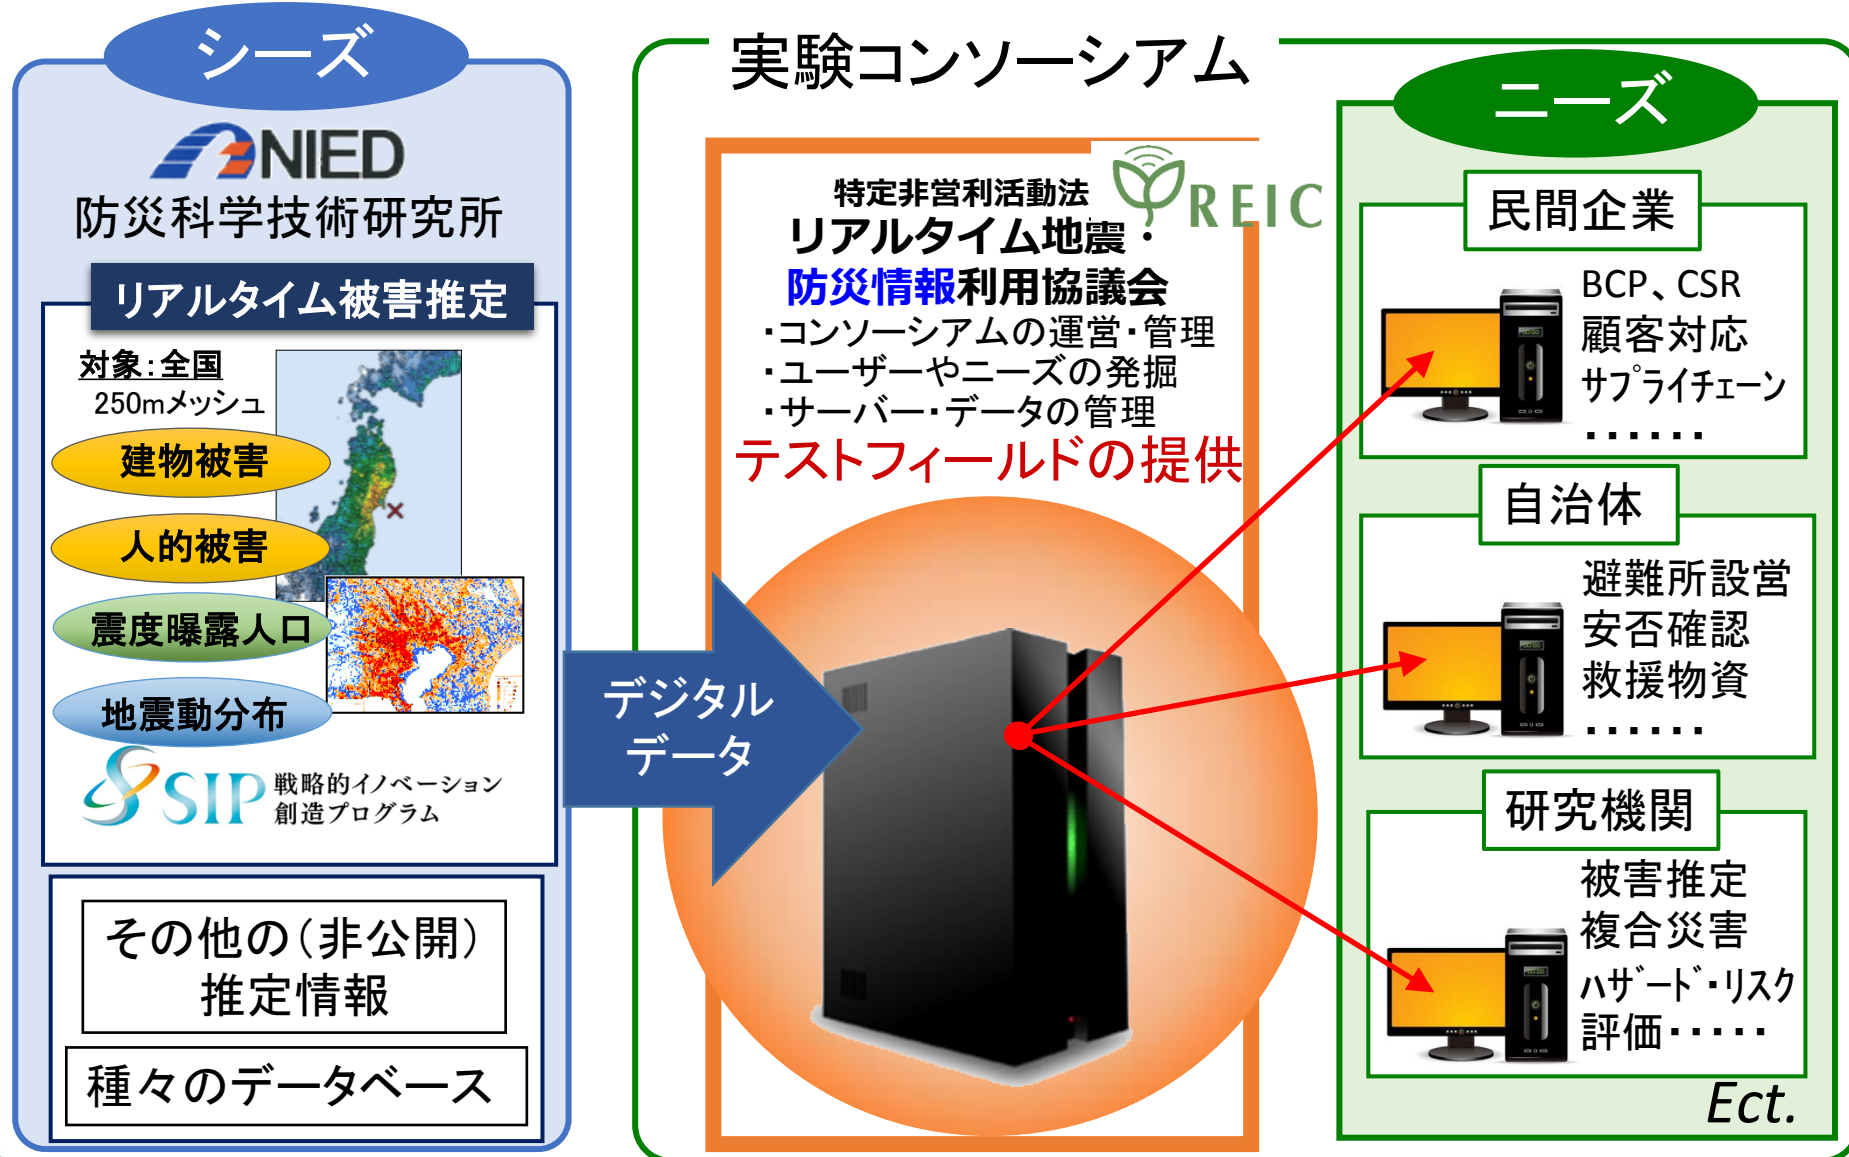 シーズ
NIED
防災科学技術研究所
リアルタイム被害推定
対象：全国
250mメッシュ
建物被害
人的被害
震度曝露人口
地震動分布
SIP 戦略的イノベーション
創造プログラム
その他の（非公開）
推定情報
種々のデータベース
デジタル
データ
実験コンソーシアム
REIC
特定非営利活動法
リアルタイム地震・
防災情報利用協議会
・コンソーシアムの運営・管理
・ユーザーやニーズの発掘
・サーバー・データの管理
テストフィールドの提供
ニーズ
民間企業
BCP、CSR
顧客対応
サプライチェーン
・・・・・・
自治体
避難所設営
安否確認
救援物資
・・・・・・
研究機関
被害推定
複合災害
ﾊｻﾞｰﾄﾞ・ﾘｽｸ
評価・・・・・
Ect.